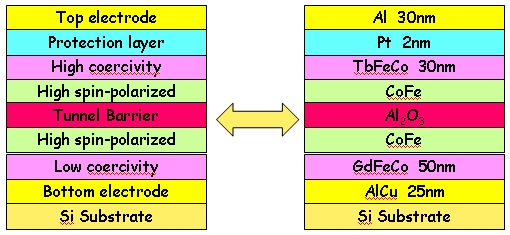 Top electrode
Protection layer
High coercivity
High spin-polarized
Tunnel Barrier
High spin-polarized
Low coercivity
Bottom electrode
Si Substrate
Al 30nm
Pt 2nm
TbFeCo 30nm
CoFe
Al₂O₃
CoFe
GdFeCo 50nm
AlCu 25nm
Si Substrate